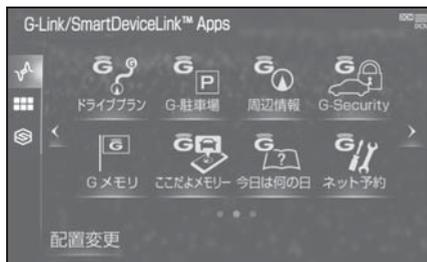 G-Link/SmartDeviceLink™ Apps
DCM
ドライブプラン G-駐車場 周辺情報 G-Security
G メモリ ここだよメモリー 今日は何の日 ネット予約
配置変更